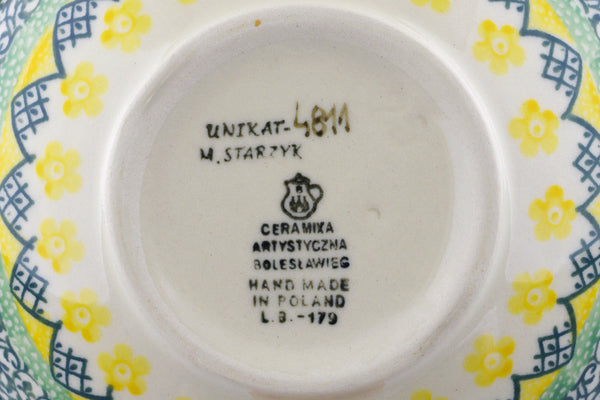 UNIKAT-4811
M. STARZYK
B
CERAMIKA
ARTYSTYCZNA
BOLESŁAWIEC
HAND MADE
IN POLAND
L.B.-179